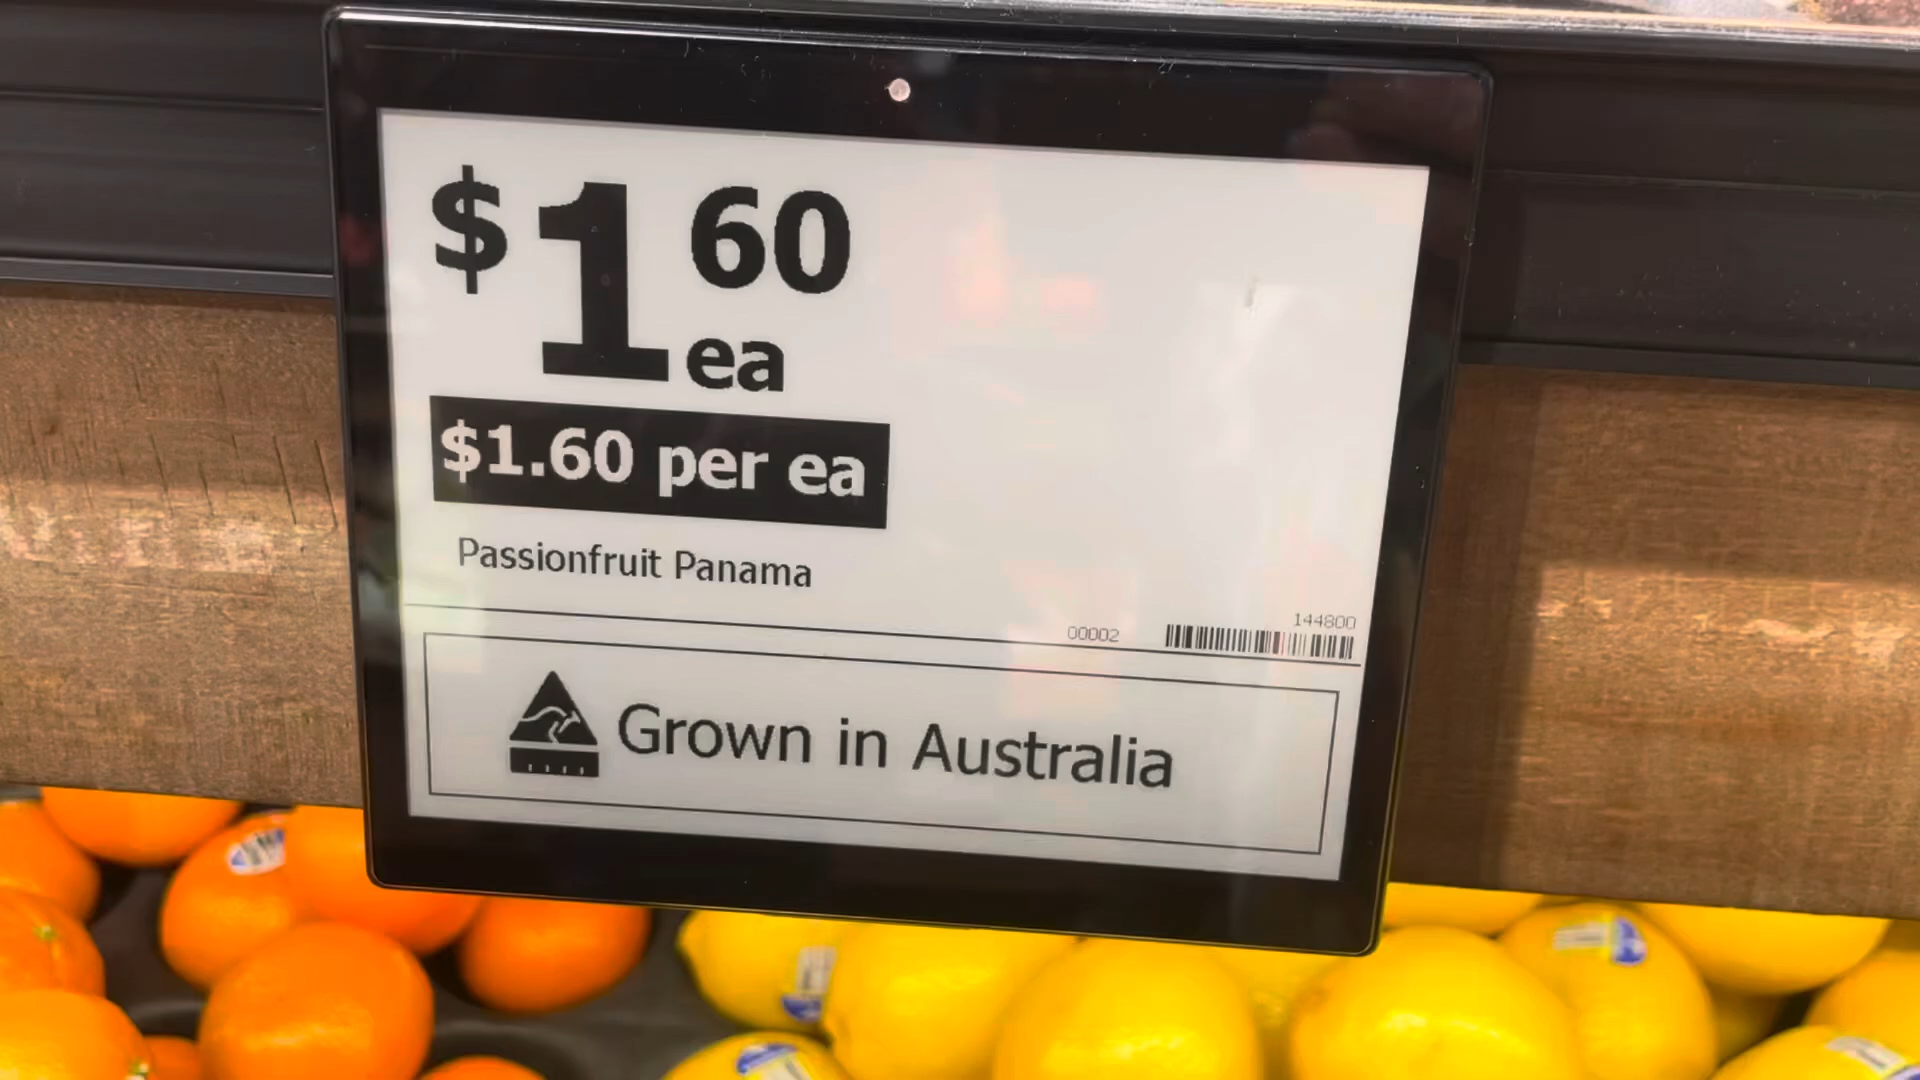 $1 60
ea
$1.60 per ea
Passionfruit Panama
00002
144800
Grown in Australia